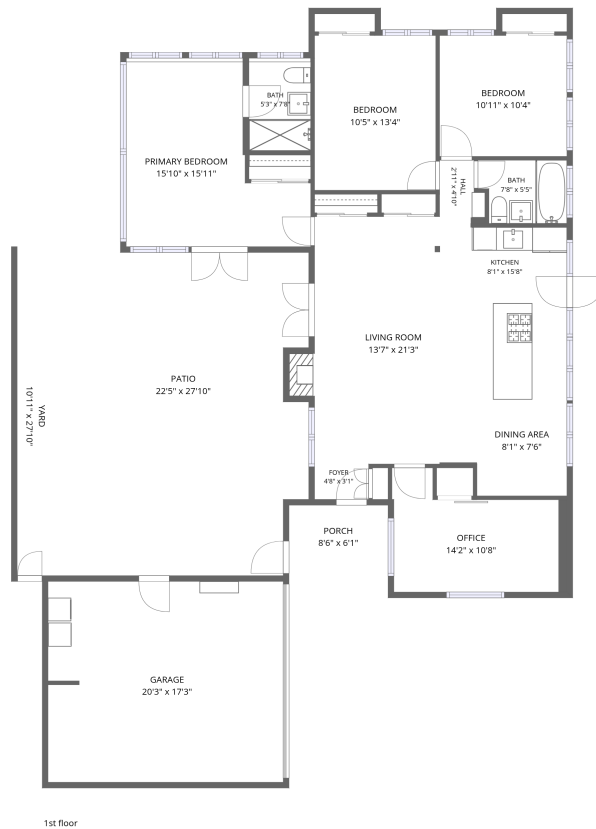 BATH
5'3" x 7'8"
BEDROOM
10'5" x 13'4"
BEDROOM
10'11" x 10'4"
PRIMARY BEDROOM
15'10" x 15'11"
HALL
2'11" x 4'10"
BATH
7'8" x 5'5"
KITCHEN
8'1" x 15'8"
LIVING ROOM
13'7" x 21'3"
PATIO
22'5" x 27'10"
YARD
10'11" x 27'10"
DINING AREA
8'1" x 7'6"
FOYER
4'8" x 3'1"
PORCH
8'6" x 6'1"
OFFICE
14'2" x 10'8"
GARAGE
20'3" x 17'3"
1st floor